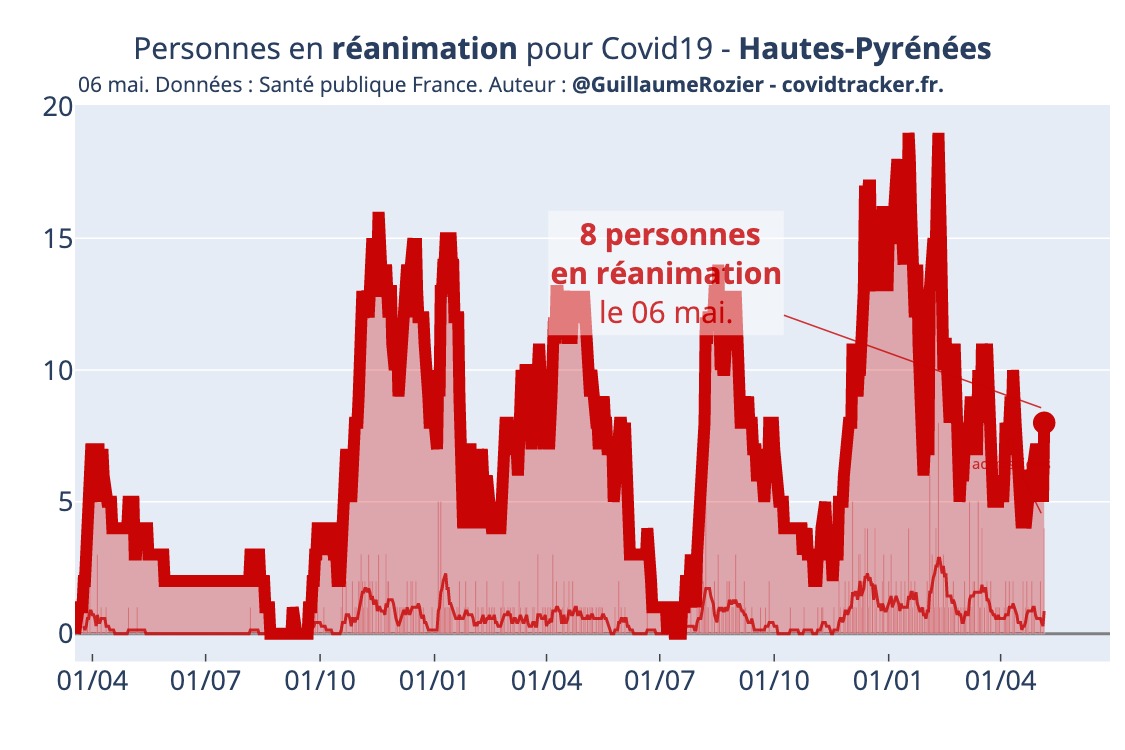 Personnes en réanimation pour Covid19 - Hautes-Pyrénées
06 mai. Données : Santé publique France. Auteur : @GuillaumeRozier - covidtracker.fr.
20
15
10
5
0
8 personnes
en réanimation
le 06 mai.
01/04 01/07 01/10 01/01 01/04 01/07 01/10 01/01 01/04